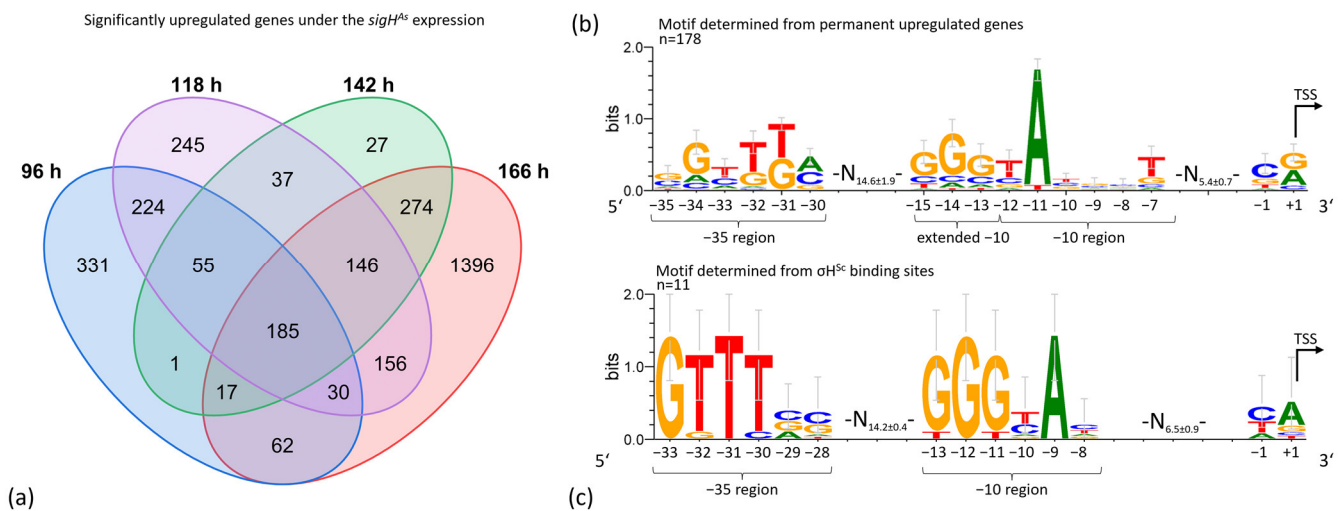 Significantly upregulated genes under the sigH^As expression
118 h
142 h
96 h
166 h
245
27
37
224
274
331
55
146
1396
185
1
156
17
30
62
(a)
(b)
Motif determined from permanent upregulated genes
n=178
2.0
1.0
0.0
bits
TSS
-N14.6±1.9-
-N5.4±0.7-
5‘
−35 −34 −33 −32 −31 −30
−15 −14 −13 −12 −11 −10 −9 −8 −7
−1 +1
3‘
−35 region
extended −10
−10 region
Motif determined from σH^Sc binding sites
n=11
2.0
1.0
0.0
bits
TSS
GTTT
GGG
A
-N14.2±0.4-
-N6.5±0.9-
5‘
−33 −32 −31 −30 −29 −28
−13 −12 −11 −10 −9 −8
−1 +1
3‘
−35 region
−10 region
(c)